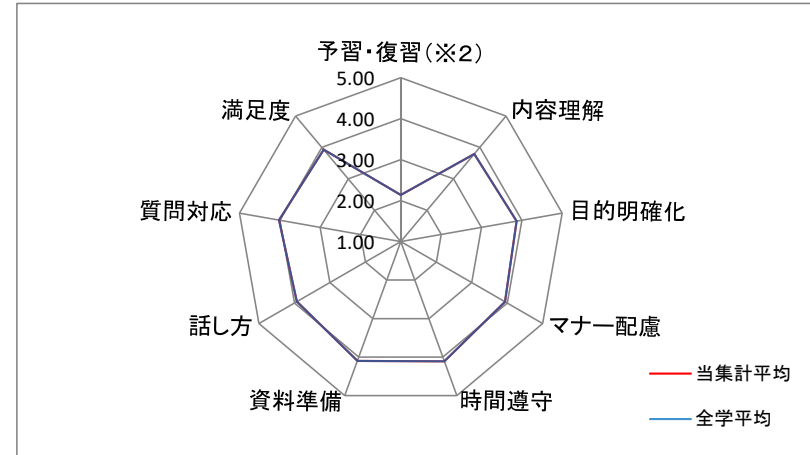 予習・復習(※2)
5.00
満足度
内容理解
4.00
3.00
質問対応
2.00
目的明確化
1.00
話し方
マナー配慮
資料準備
時間遵守
当集計平均
全学平均